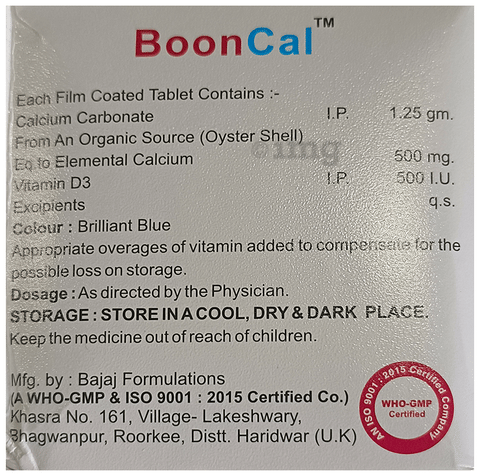 BoonCal™
Each Film Coated Tablet Contains :-
Calcium Carbonate I.P. 1.25 gm.
From An Organic Source (Oyster Shell)
Eq.to Elemental Calcium 500 mg.
Vitamin D3 I.P. 500 I.U.
Excipients q.s.
Colour : Brilliant Blue
Appropriate overages of vitamin added to compensate for the
possible loss on storage.
Dosage : As directed by the Physician.
STORAGE : STORE IN A COOL, DRY & DARK PLACE.
Keep the medicine out of reach of children.
Mfg. by : Bajaj Formulations
(A WHO-GMP & ISO 9001 : 2015 Certified Co.)
Khasra No. 161, Village- Lakeshwary,
Bhagwanpur, Roorkee, Distt. Haridwar (U.K)
AN ISO 9001 : 2015 Certified Company
WHO-GMP
Certified